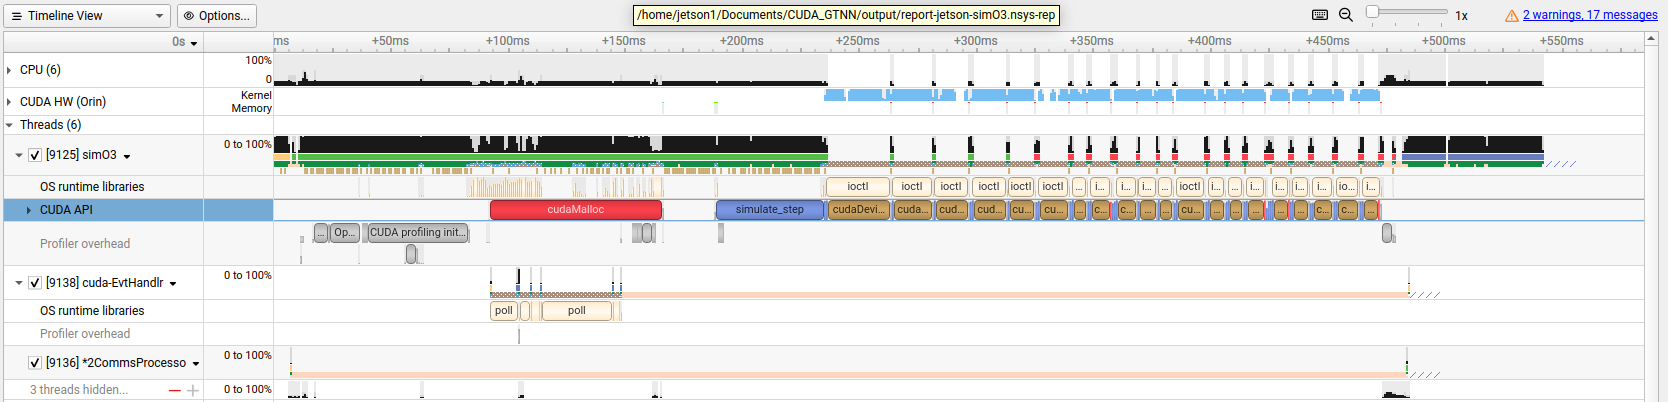 Timeline View
Options...
/home/jetson1/Documents/CUDA_GTNN/output/report-jetson-simO3.nsys-rep
1x
2 warnings, 17 messages
0s
ms +50ms +100ms +150ms +200ms +250ms +300ms +350ms +400ms +450ms +500ms +550ms
CPU (6)
100%
0
CUDA HW (Orin)
Kernel
Memory
Threads (6)
[9125] simO3
0 to 100%
OS runtime libraries
ioctl ioctl ioctl ioctl ioctl ioctl ... i... i... i... ... ioctl i... ... i... ... i... i... i... io... i...
CUDA API
cudaMalloc simulate_step cudaDevi... cuda... cud... cud... c... cu... ... c... c... ... ... cu... ... ... ... ... ... c... c... c...
Profiler overhead
... Op... CUDA profiling init...
[9138] cuda-EvtHandlr
0 to 100%
OS runtime libraries
poll poll
Profiler overhead
[9136] *2CommsProcesso
0 to 100%
3 threads hidden...
0 to 100%